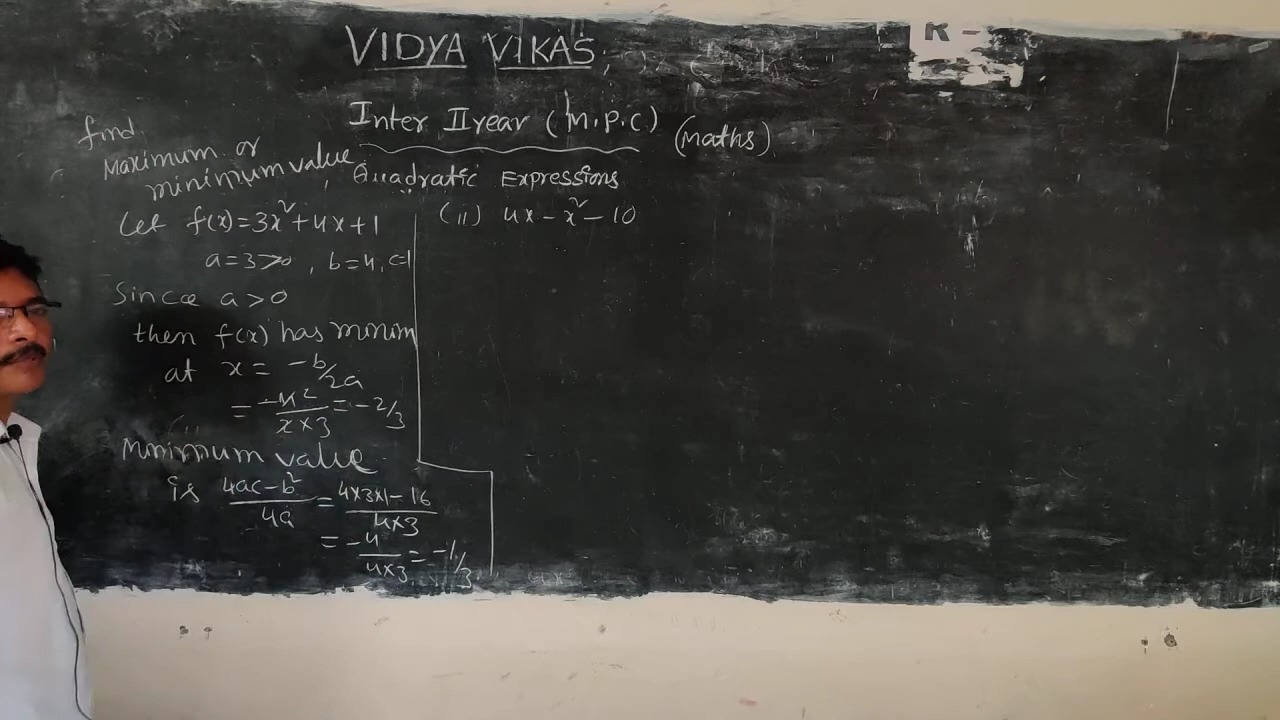 VIDYA VIKAS
R -
Inter II year (M.P.C) (maths)
Quadratic Expressions
find
Maximum or
minimum value
Let f(x)=3x²+4x+1
a=3>0, b=4, c=1
Since a>0
then f(x) has minim
at x = -b/2a
= -4²/2×3 = -2/3
Minimum value
is 4ac-b²/4a = 4×3×1-16/4×3
= -4/4×3 = -1/3
(ii) 4x - x² - 10